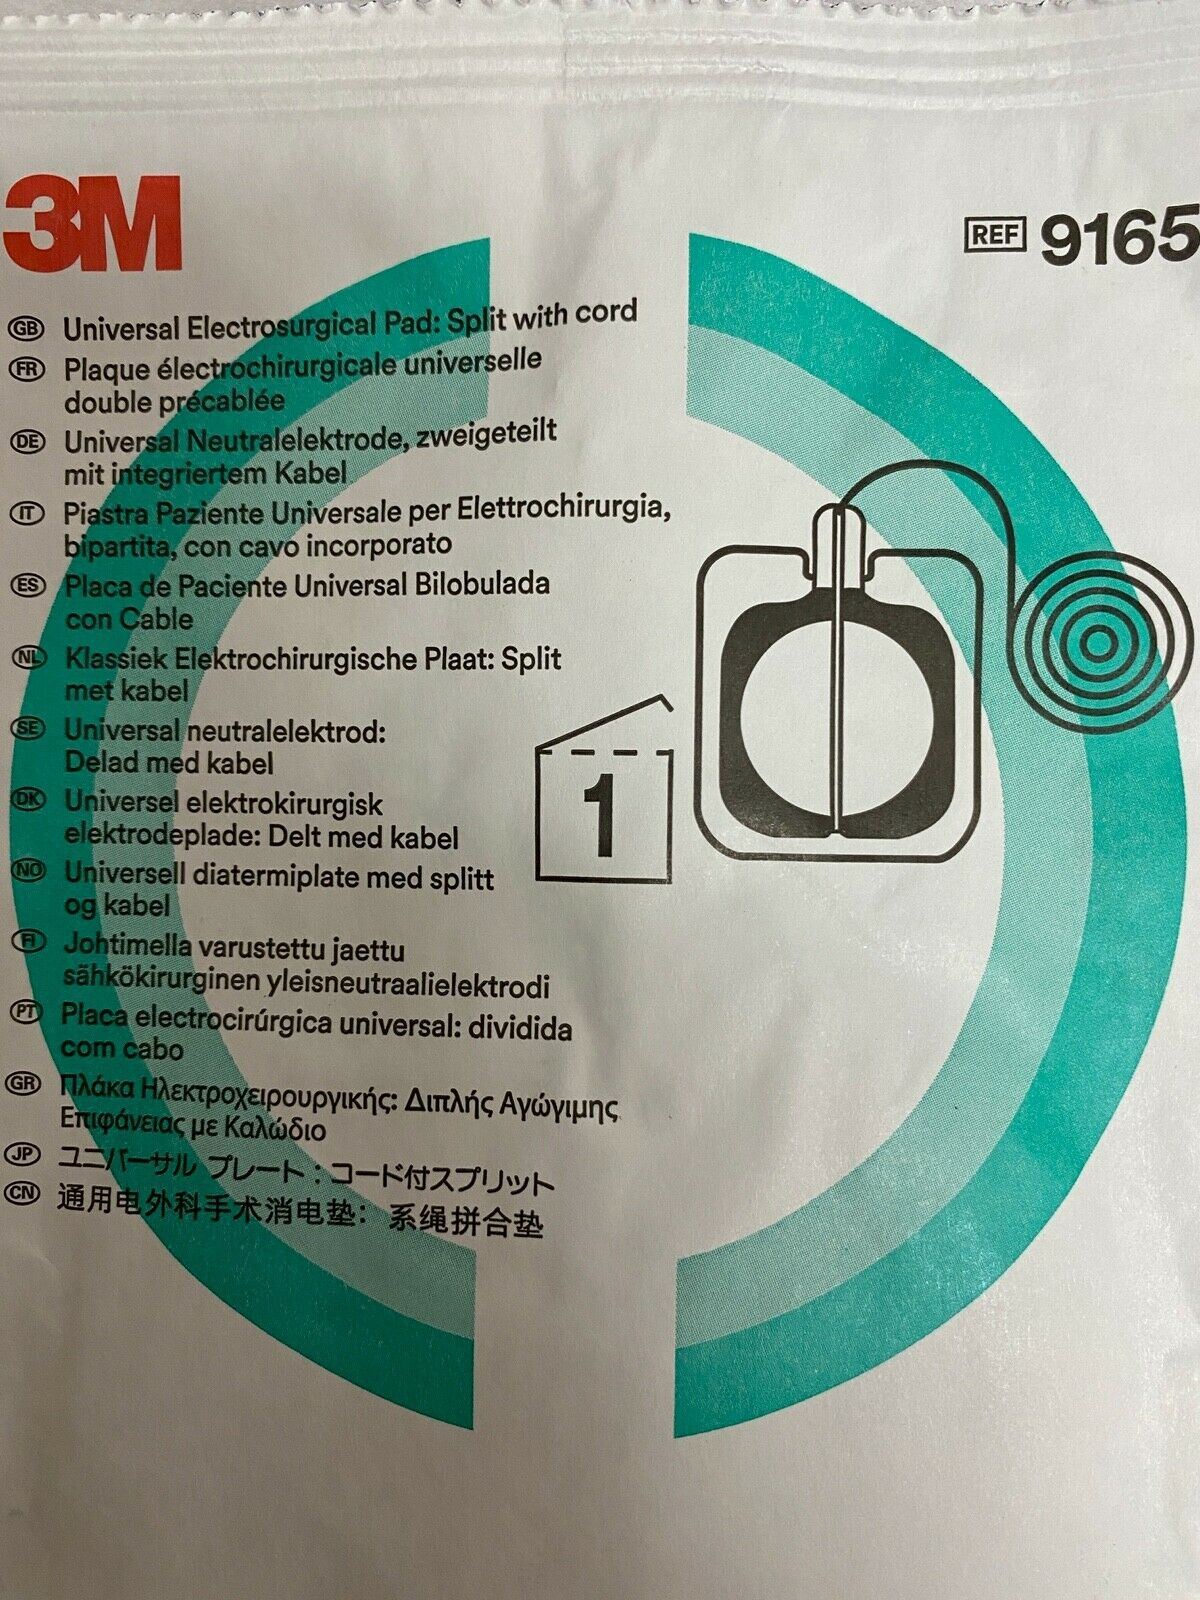 3M
REF 9165
GB Universal Electrosurgical Pad: Split with cord
FR Plaque électrochirurgicale universelle
double précablée
DE Universal Neutralelektrode, zweigeteilt
mit integriertem Kabel
IT Piastra Paziente Universale per Elettrochirurgia,
bipartita, con cavo incorporato
ES Placa de Paciente Universal Bilobulada
con Cable
NL Klassiek Elektrochirurgische Plaat: Split
met kabel
SE Universal neutralelektrod:
Delad med kabel
DK Universel elektrokirurgisk
elektrodeplade: Delt med kabel
NO Universell diatermiplate med splitt
og kabel
FI Johtimella varustettu jaettu
sähkökirurginen yleisneutraalielektrodi
PT Placa electrocirúrgica universal: dividida
com cabo
GR Πλάκα Ηλεκτροχειρουργικής: Διπλής Αγώγιμης
Επιφάνειας με Καλώδιο
JP ユニバーサル プレート：コード付スプリット
CN 通用电外科手术消电垫：系绳拼合垫
1